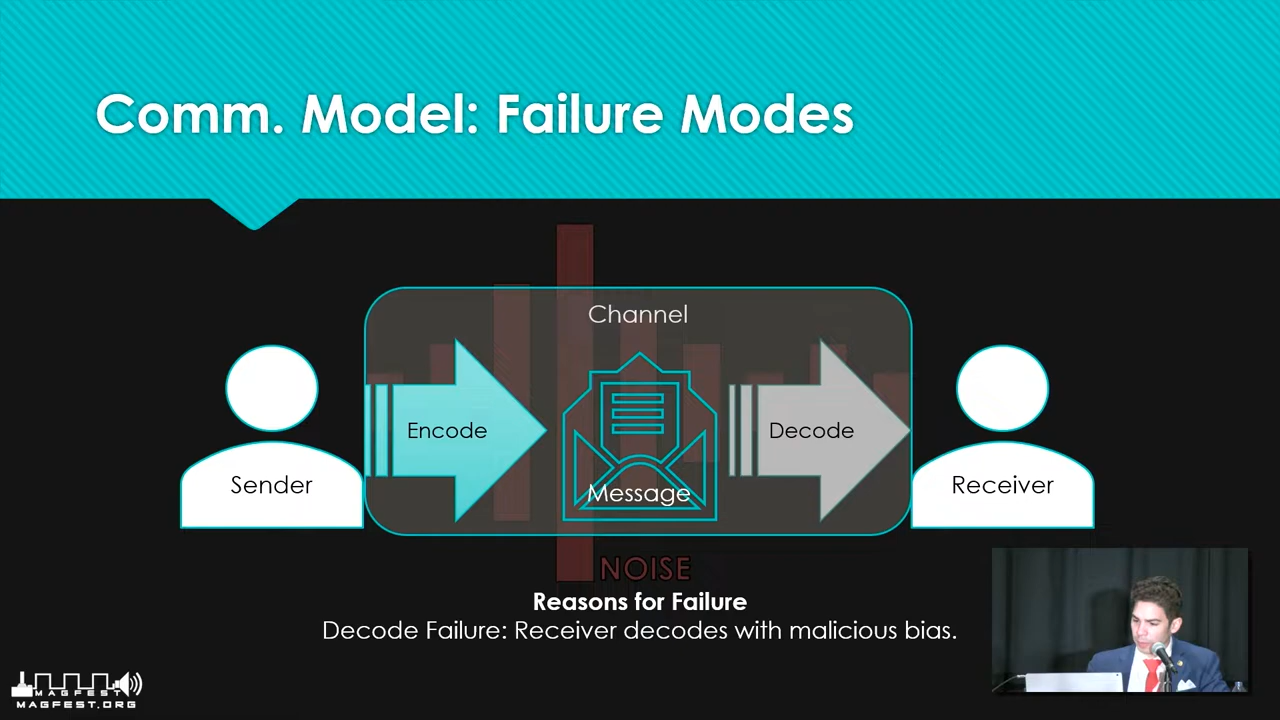 Comm. Model: Failure Modes
Channel
Encode
Decode
Sender
Message
Receiver
NOISE
Reasons for Failure
Decode Failure: Receiver decodes with malicious bias.
MAGFEST
MAGFEST.ORG